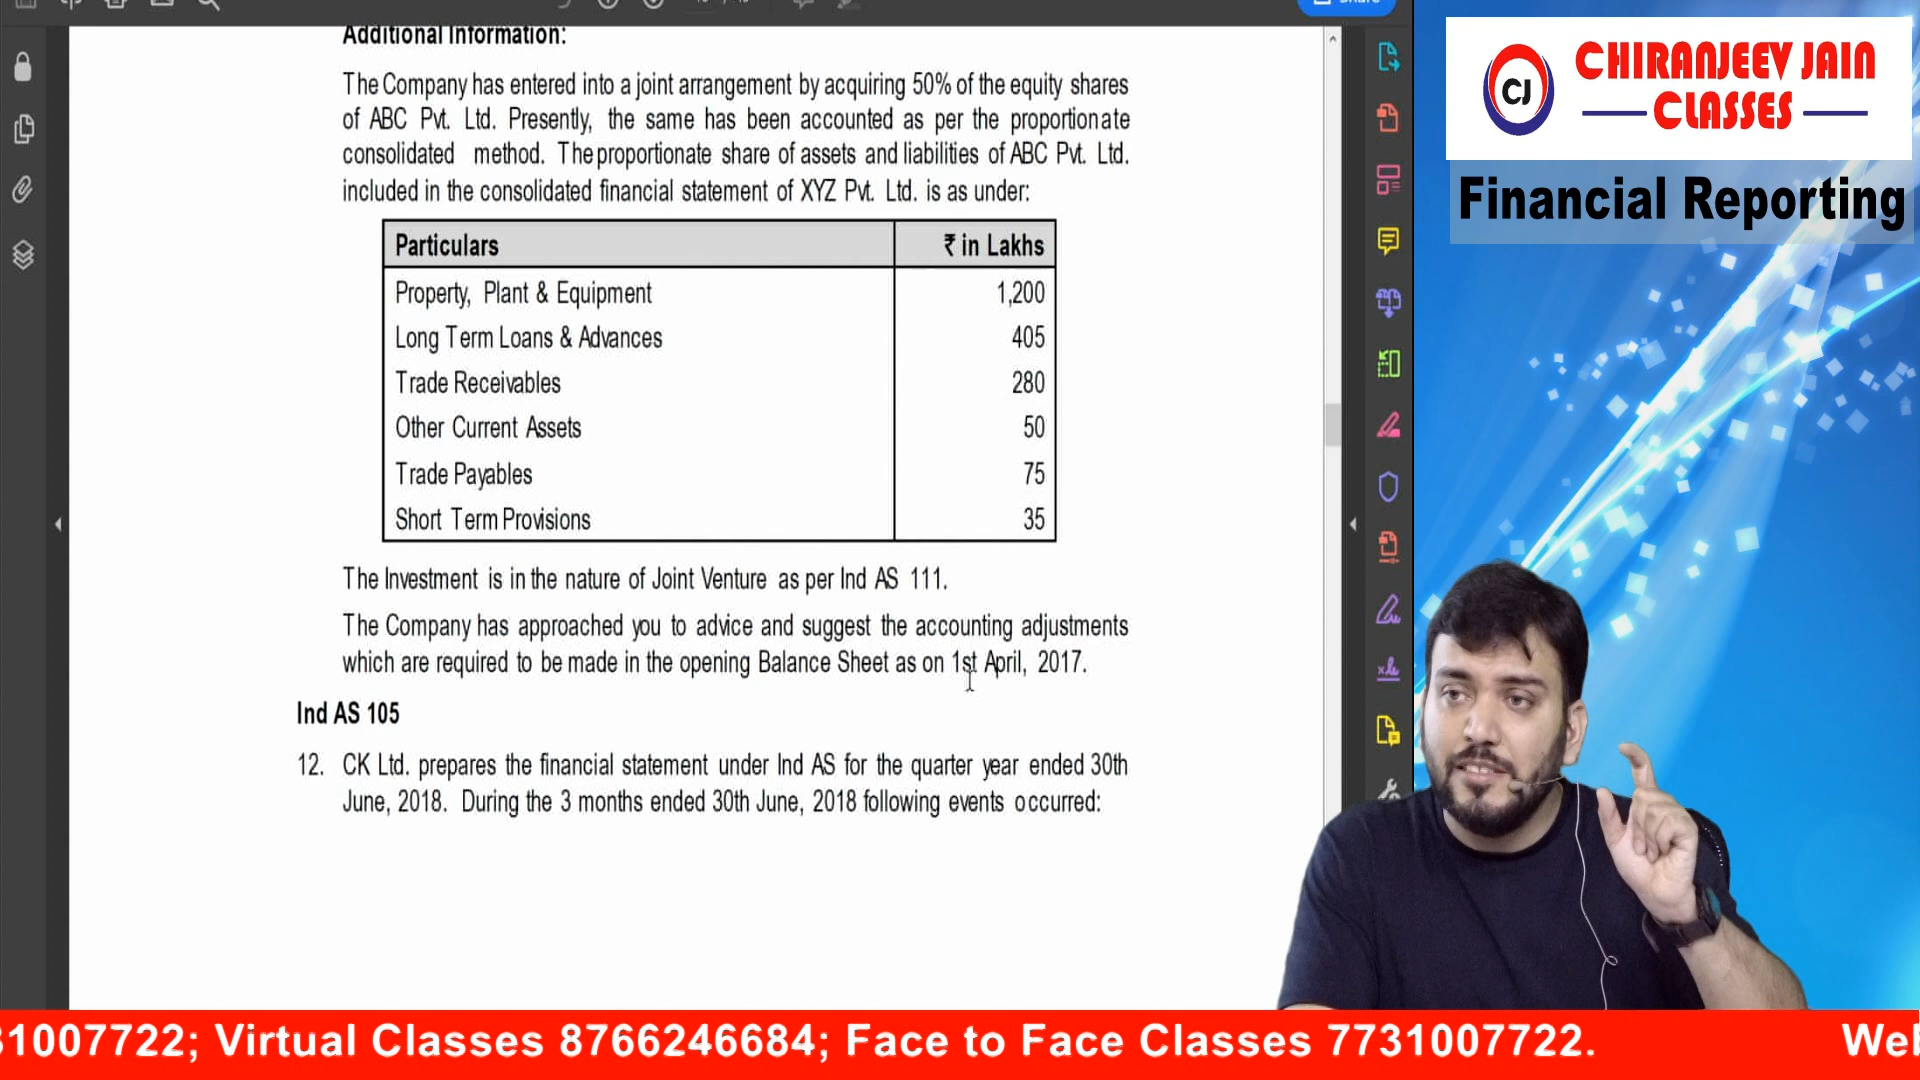 Additional Information:
The Company has entered into a joint arrangement by acquiring 50% of the equity shares
of ABC Pvt. Ltd. Presently, the same has been accounted as per the proportionate
consolidated method. The proportionate share of assets and liabilities of ABC Pvt. Ltd.
included in the consolidated financial statement of XYZ Pvt. Ltd. is as under:
Particulars ₹ in Lakhs
Property, Plant & Equipment 1,200
Long Term Loans & Advances 405
Trade Receivables 280
Other Current Assets 50
Trade Payables 75
Short Term Provisions 35
The Investment is in the nature of Joint Venture as per Ind AS 111.
The Company has approached you to advice and suggest the accounting adjustments
which are required to be made in the opening Balance Sheet as on 1st April, 2017.
Ind AS 105
12. CK Ltd. prepares the financial statement under Ind AS for the quarter year ended 30th
June, 2018. During the 3 months ended 30th June, 2018 following events occurred:
CJ
CHIRANJEEV JAIN
CLASSES
Financial Reporting
31007722; Virtual Classes 8766246684; Face to Face Classes 7731007722. Web